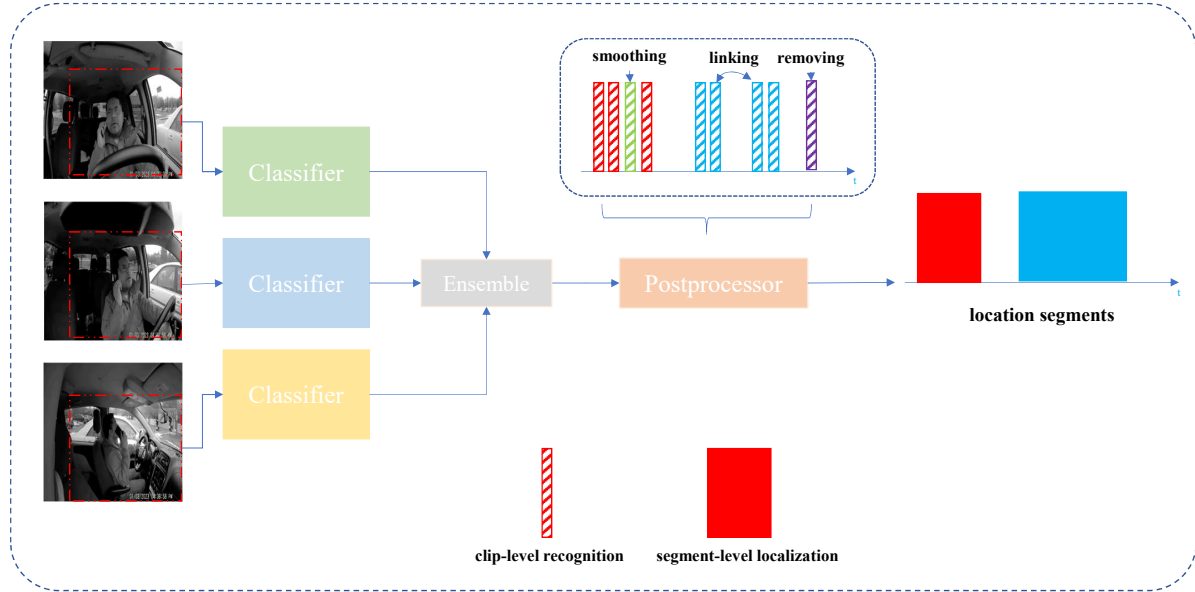 smoothing
linking
removing
t
Classifier
Classifier
Ensemble
Postprocessor
t
location segments
Classifier
clip-level recognition
segment-level localization